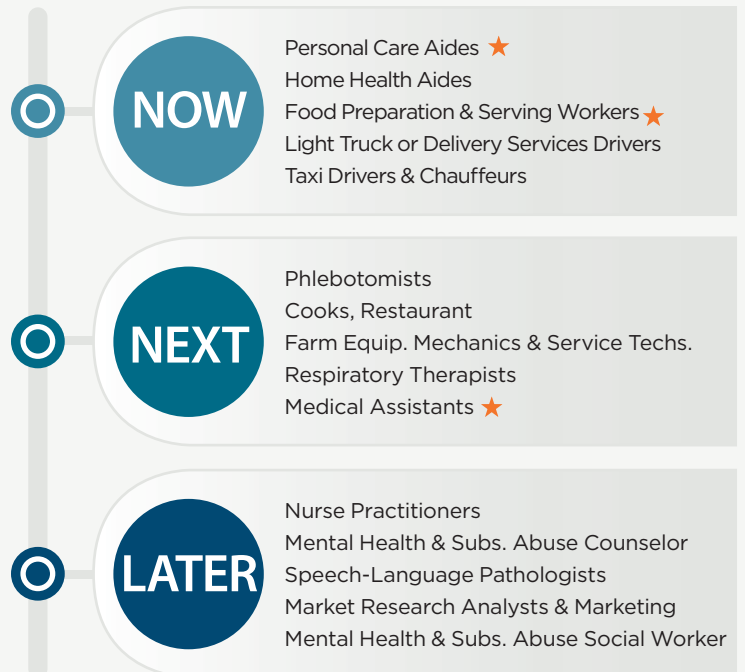 NOW
Personal Care Aides
Home Health Aides
Food Preparation & Serving Workers
Light Truck or Delivery Services Drivers
Taxi Drivers & Chauffeurs
NEXT
Phlebotomists
Cooks, Restaurant
Farm Equip. Mechanics & Service Techs.
Respiratory Therapists
Medical Assistants
LATER
Nurse Practitioners
Mental Health & Subs. Abuse Counselor
Speech-Language Pathologists
Market Research Analysts & Marketing
Mental Health & Subs. Abuse Social Worker